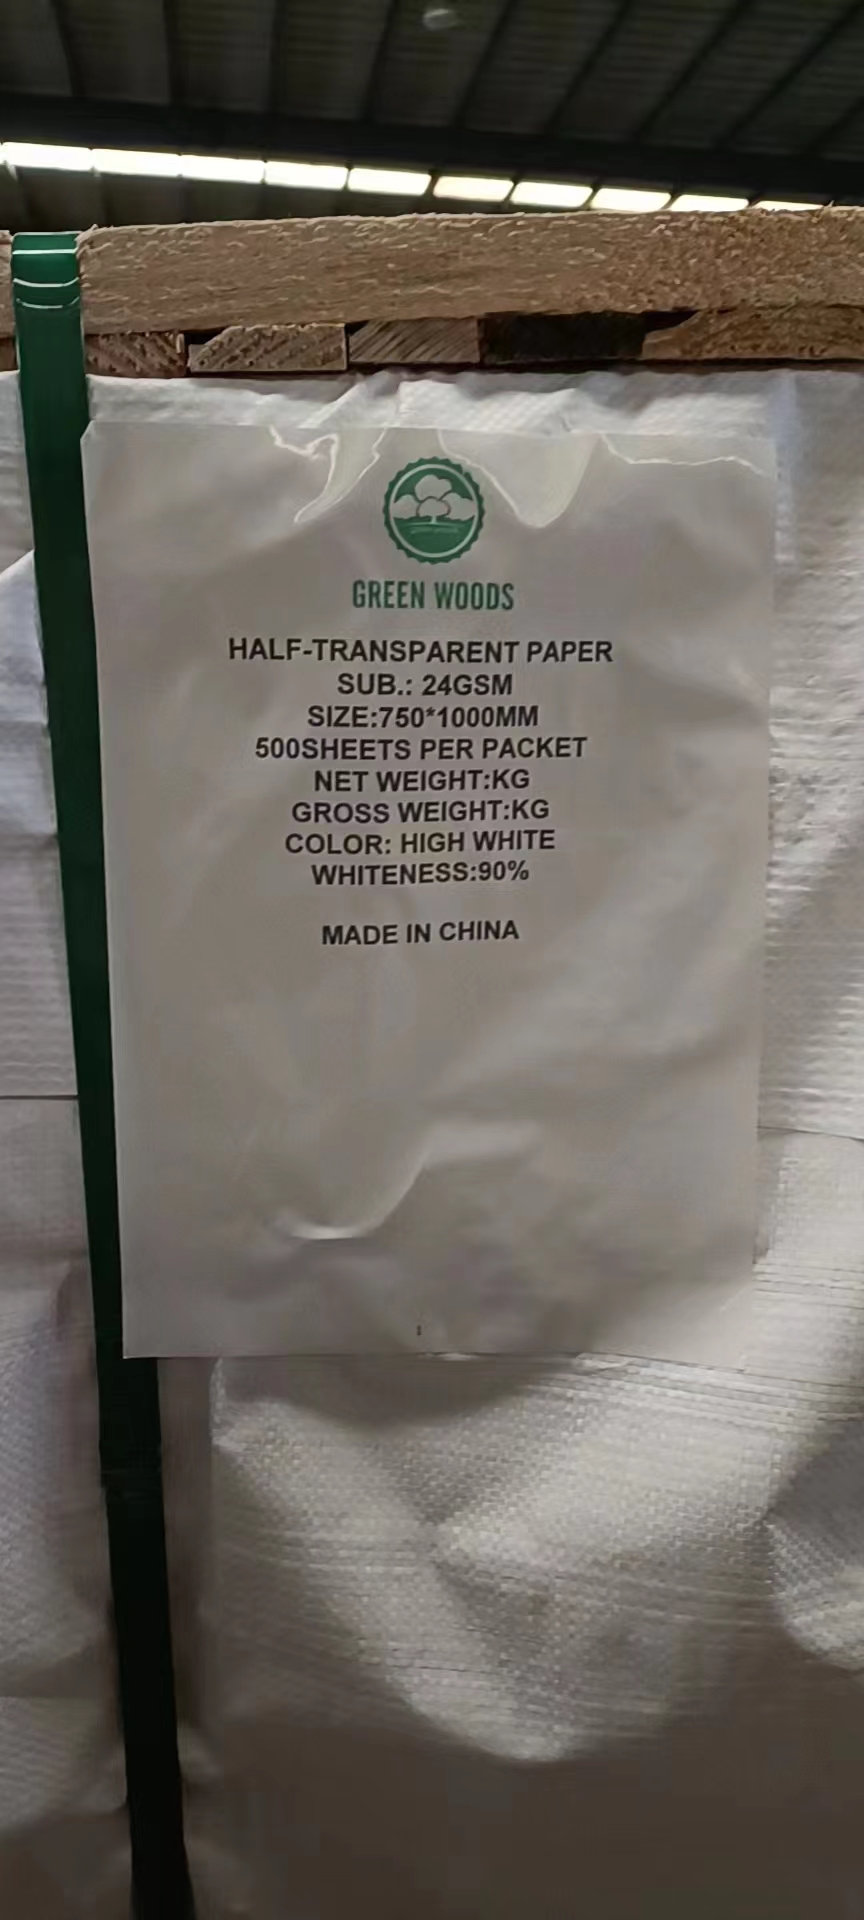 GREEN WOODS
HALF-TRANSPARENT PAPER
SUB.: 24GSM
SIZE:750*1000MM
500SHEETS PER PACKET
NET WEIGHT:KG
GROSS WEIGHT:KG
COLOR: HIGH WHITE
WHITENESS:90%
MADE IN CHINA